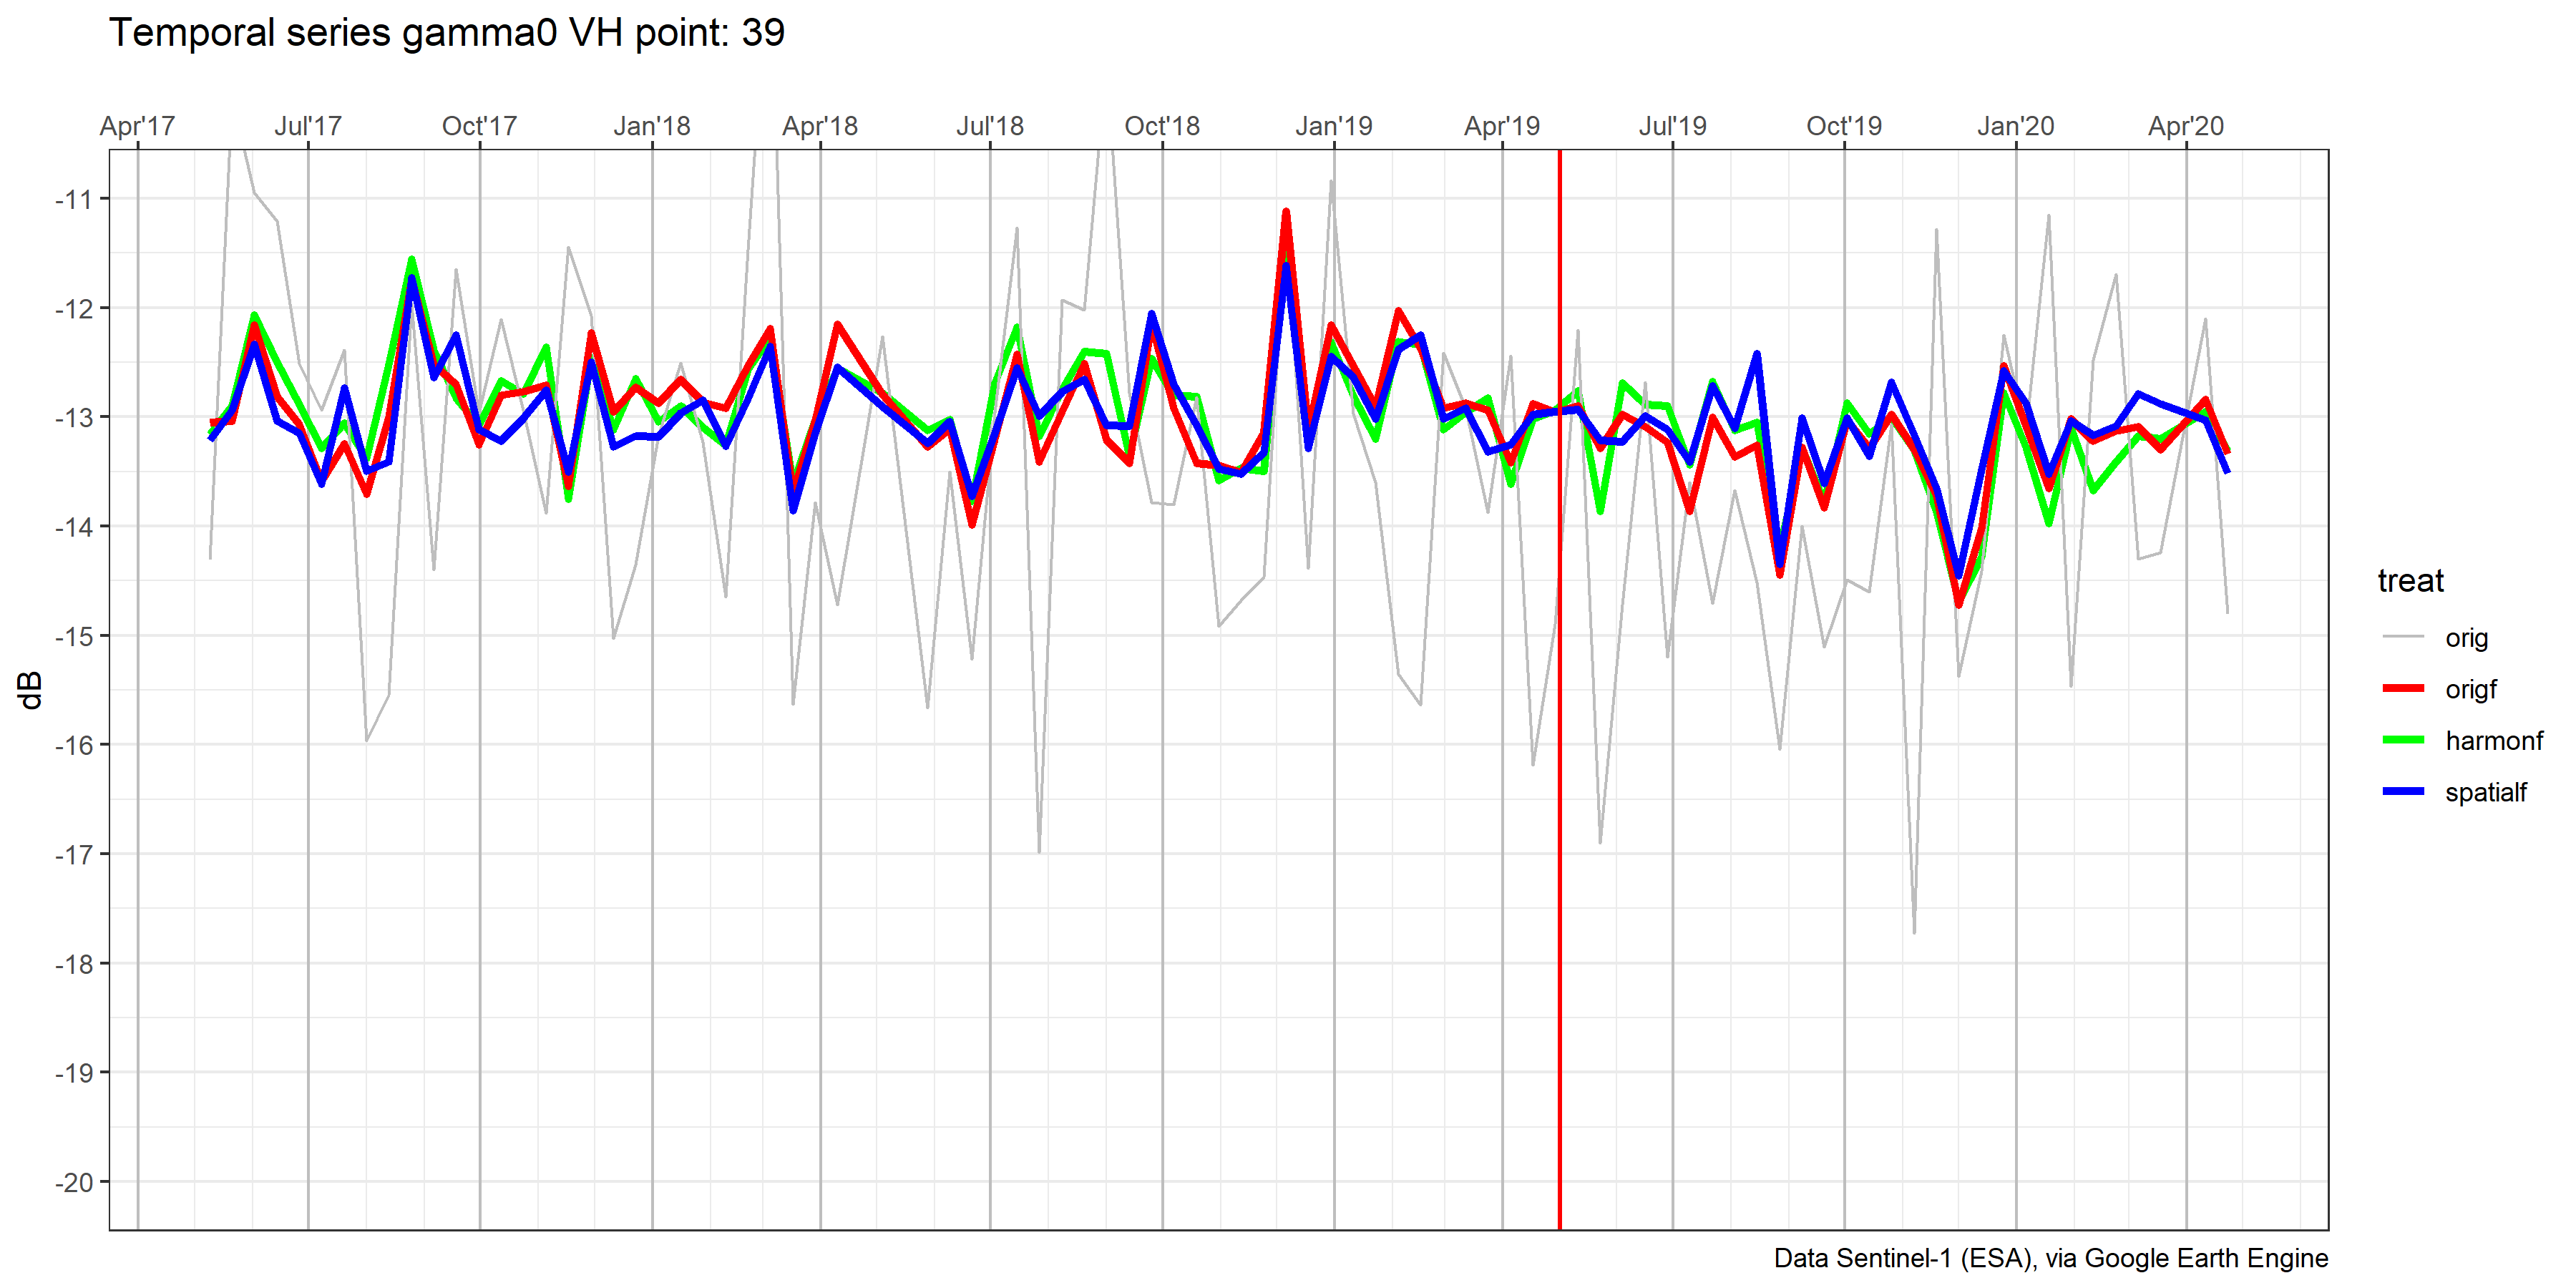 Temporal series gamma0 VH point: 39
Apr'17 Jul'17 Oct'17 Jan'18 Apr'18 Jul'18 Oct'18 Jan'19 Apr'19 Jul'19 Oct'19 Jan'20 Apr'20
-11
-12
-13
-14
-15
-16
-17
-18
-19
-20
dB
treat
orig
origf
harmonf
spatialf
Data Sentinel-1 (ESA), via Google Earth Engine